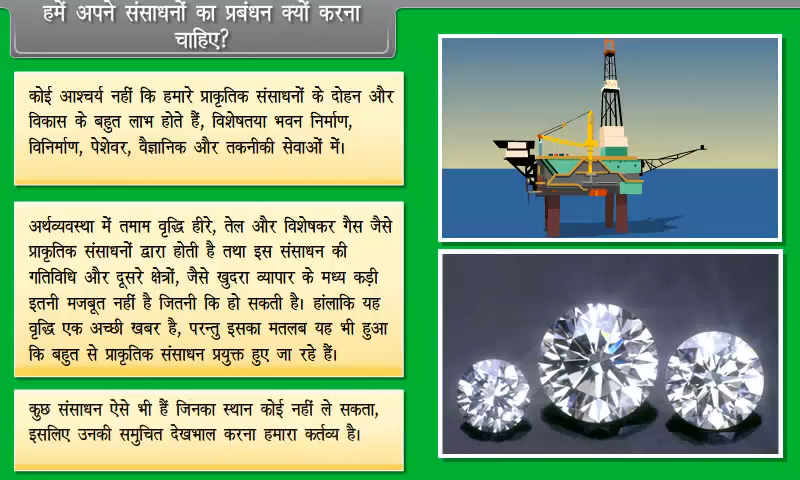 हमें अपने संसाधनों का प्रबंधन क्यों करना
चाहिए?
कोई आश्चर्य नहीं कि हमारे प्राकृतिक संसाधनों के दोहन और
विकास के बहुत लाभ होते हैं, विशेषतया भवन निर्माण,
विनिर्माण, पेशेवर, वैज्ञानिक और तकनीकी सेवाओं में।
अर्थव्यवस्था में तमाम वृद्धि हीरे, तेल और विशेषकर गैस जैसे
प्राकृतिक संसाधनों द्वारा होती है तथा इस संसाधन की
गतिविधि और दूसरे क्षेत्रों, जैसे खुदरा व्यापार के मध्य कड़ी
इतनी मजबूत नहीं है जितनी कि हो सकती है। हांलाकि यह
वृद्धि एक अच्छी खबर है, परन्तु इसका मतलब यह भी हुआ
कि बहुत से प्राकृतिक संसाधन प्रयुक्त हुए जा रहे हैं।
कुछ संसाधन ऐसे भी हैं जिनका स्थान कोई नहीं ले सकता,
इसलिए उनकी समुचित देखभाल करना हमारा कर्तव्य है।